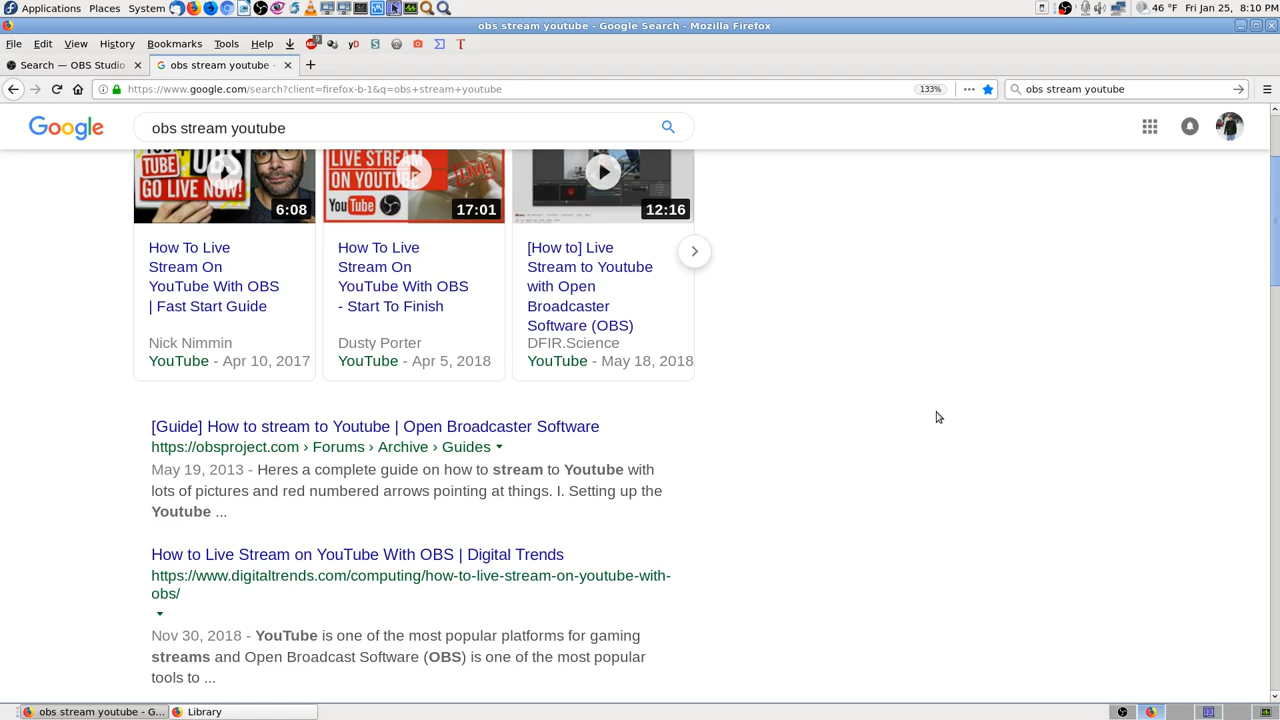 Applications Places System 46 °F Fri Jan 25, 8:10 PM
obs stream youtube - Google Search - Mozilla Firefox
File Edit View History Bookmarks Tools Help 9 yD S T
Search — OBS Studio obs stream youtube -
https://www.google.com/search?client=firefox-b-1&q=obs+stream+youtube 133% obs stream youtube
Google obs stream youtube
TUBE OBS
GO LIVE NOW!
6:08
LIVE STREAM
ON YOUTUBE
LIVE
YouTube
17:01
12:16
How To Live
Stream On
YouTube With OBS
| Fast Start Guide
Nick Nimmin
YouTube - Apr 10, 2017
How To Live
Stream On
YouTube With OBS
- Start To Finish
Dusty Porter
YouTube - Apr 5, 2018
[How to] Live
Stream to Youtube
with Open
Broadcaster
Software (OBS)
DFIR.Science
YouTube - May 18, 2018
[Guide] How to stream to Youtube | Open Broadcaster Software
https://obsproject.com › Forums › Archive › Guides
May 19, 2013 - Heres a complete guide on how to stream to Youtube with
lots of pictures and red numbered arrows pointing at things. I. Setting up the
Youtube ...
How to Live Stream on YouTube With OBS | Digital Trends
https://www.digitaltrends.com/computing/how-to-live-stream-on-youtube-with-
obs/
Nov 30, 2018 - YouTube is one of the most popular platforms for gaming
streams and Open Broadcast Software (OBS) is one of the most popular
tools to ...
obs stream youtube - G... Library